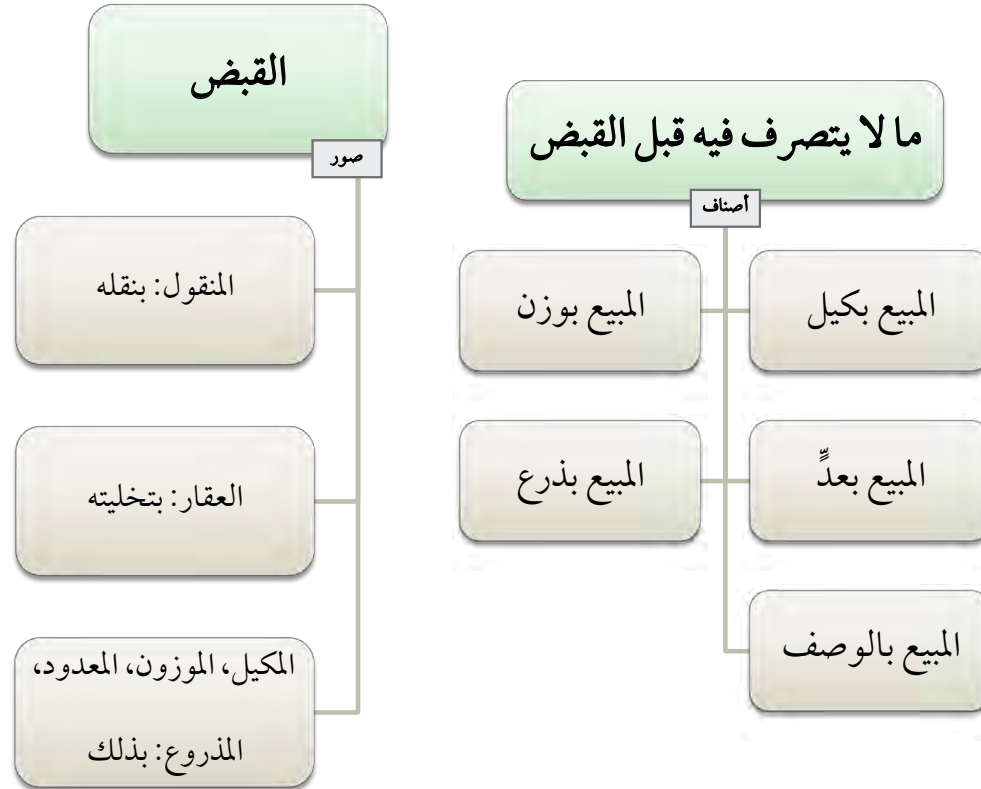 ما لا يتصرف فيه قبل القبض
أصناف
المبيع بكيل
المبيع بوزن
المبيع بعدٍّ
المبيع بذرع
المبيع بالوصف
القبض
صور
المنقول: بنقله
العقار: بتخليته
المكيل، الموزون، المعدود،
المذروع: بذلك